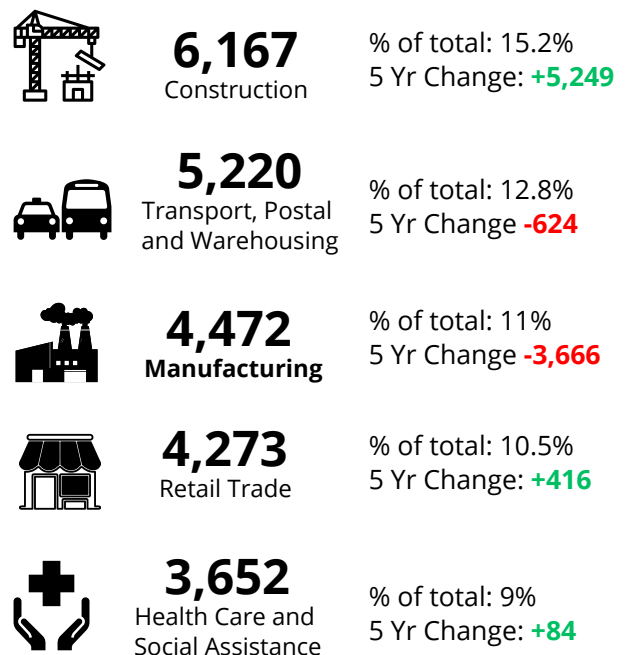 6,167
Construction
% of total: 15.2%
5 Yr Change: +5,249
5,220
Transport, Postal
and Warehousing
% of total: 12.8%
5 Yr Change -624
4,472
Manufacturing
% of total: 11%
5 Yr Change -3,666
4,273
Retail Trade
% of total: 10.5%
5 Yr Change: +416
3,652
Health Care and
Social Assistance
% of total: 9%
5 Yr Change: +84